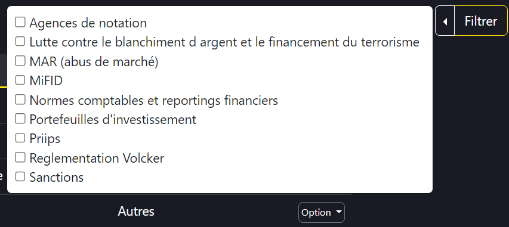 Agences de notation
Filtrer
Lutte contre le blanchiment d argent et le financement du terrorisme
MAR (abus de marché)
MiFID
Normes comptables et reportings financiers
Portefeuilles d'investissement
Priips
Reglementation Volcker
Sanctions
Autres
Option